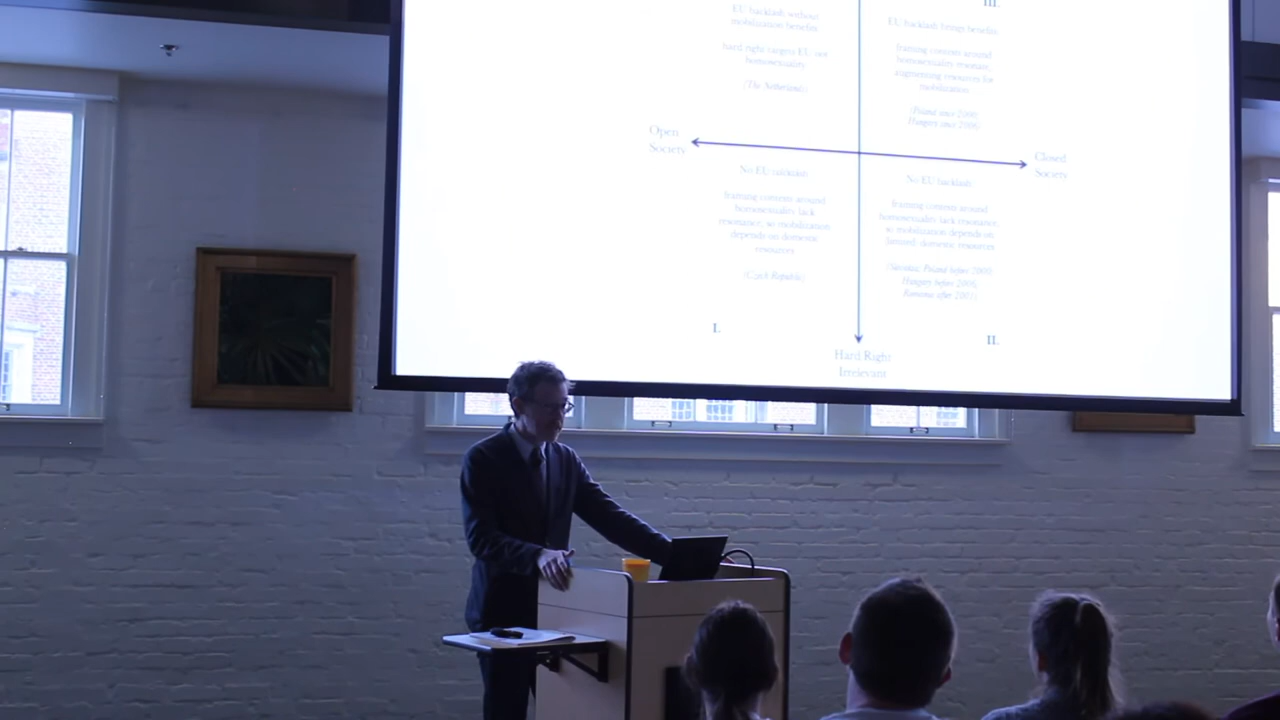 III.
EU backlash without
mobilization benefits
hard right targets EU not
homosexuality
(The Netherlands)
EU backlash brings benefits
framing contests around
homosexuality resonate,
augmenting resources for
mobilization
(Poland since 2000,
Hungary since 2006)
Open
Society
Closed
Society
No EU backlash:
framing contests around
homosexuality lack
resonance, so mobilization
depends on domestic
resources
(Czech Republic)
No EU backlash:
framing contests around
homosexuality lack resonance,
so mobilization depends on
limited domestic resources
(Slovakia; Poland before 2000;
Hungary before 2006;
Romania after 2001)
I.
II.
Hard Right
Irrelevant